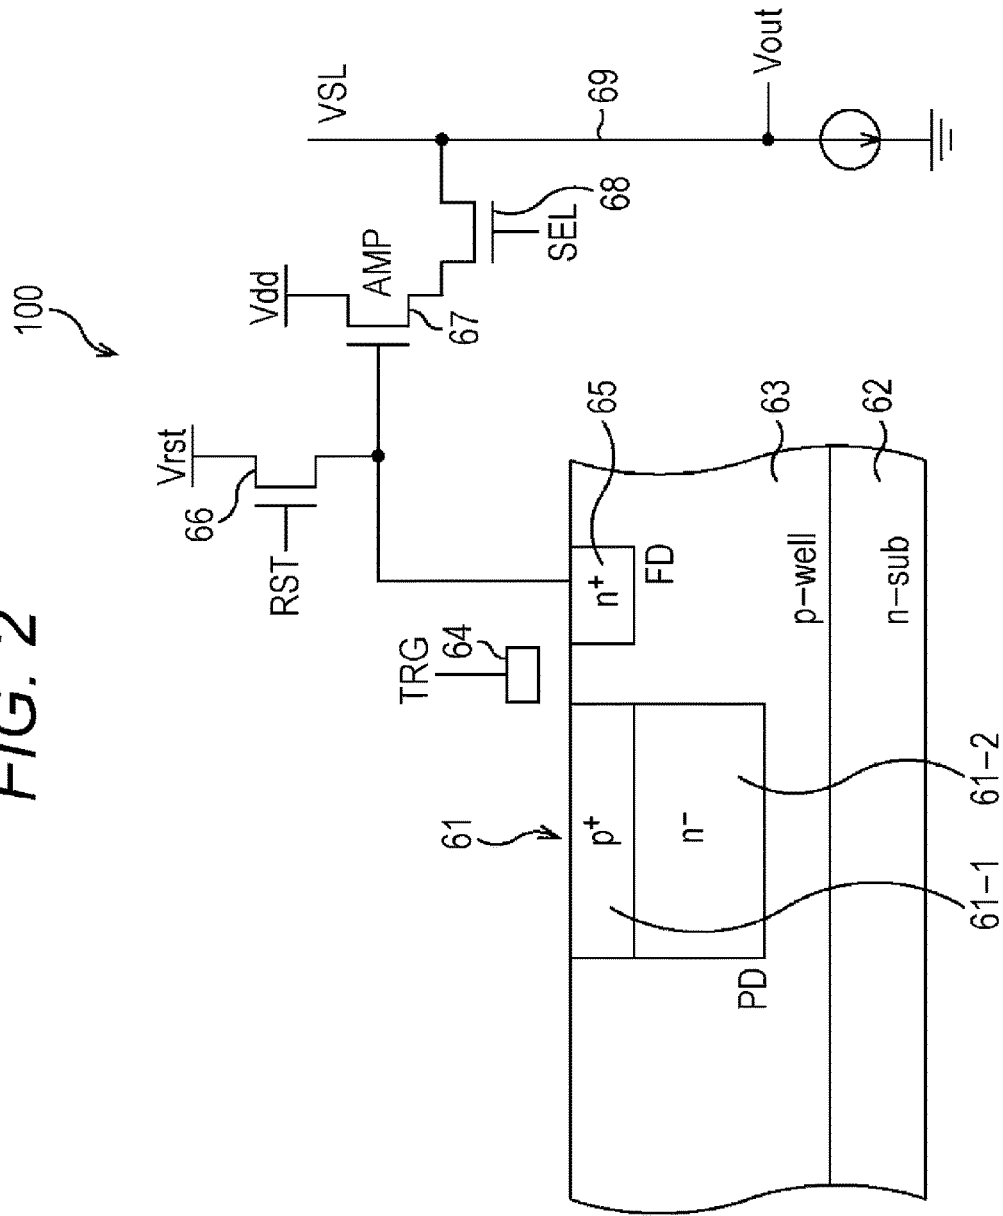 FIG. 2
100
Vrst
66
RST
Vdd
AMP
67
VSL
68
SEL
69
Vout
TRG
64
61
65
n+
FD
p+
n−
PD
63
p−well
62
n−sub
61−1
61−2